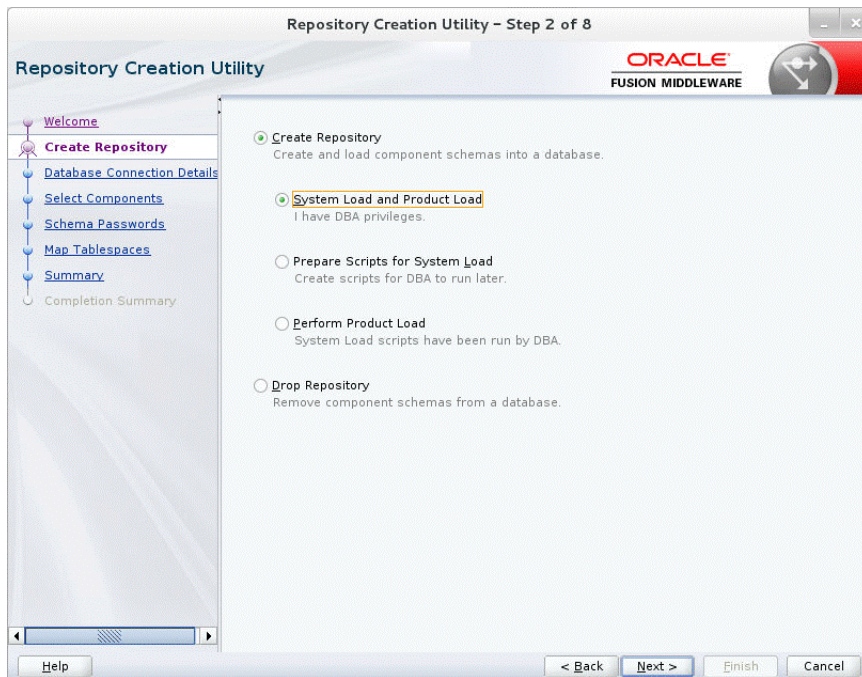 Repository Creation Utility – Step 2 of 8
Repository Creation Utility
ORACLE
FUSION MIDDLEWARE
Welcome
Create Repository
Database Connection Details
Select Components
Schema Passwords
Map Tablespaces
Summary
Completion Summary
Create Repository
Create and load component schemas into a database.
System Load and Product Load
I have DBA privileges.
Prepare Scripts for System Load
Create scripts for DBA to run later.
Perform Product Load
System Load scripts have been run by DBA.
Drop Repository
Remove component schemas from a database.
Help
< Back
Next >
Finish
Cancel